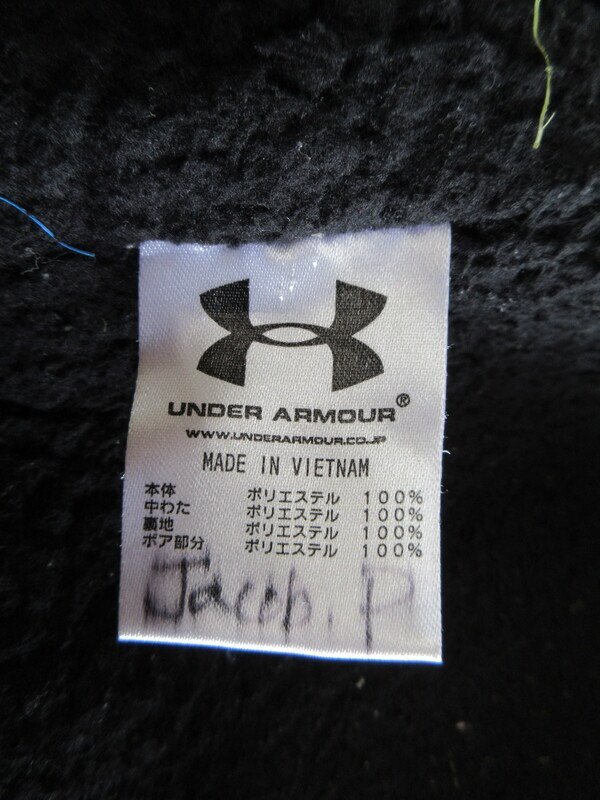 UNDER ARMOUR®
WWW.UNDERARMOUR.CO.JP
MADE IN VIETNAM
本体 ポリエステル 100%
中わた ポリエステル 100%
裏地 ポリエステル 100%
ボア部分 ポリエステル 100%
Jacob. P